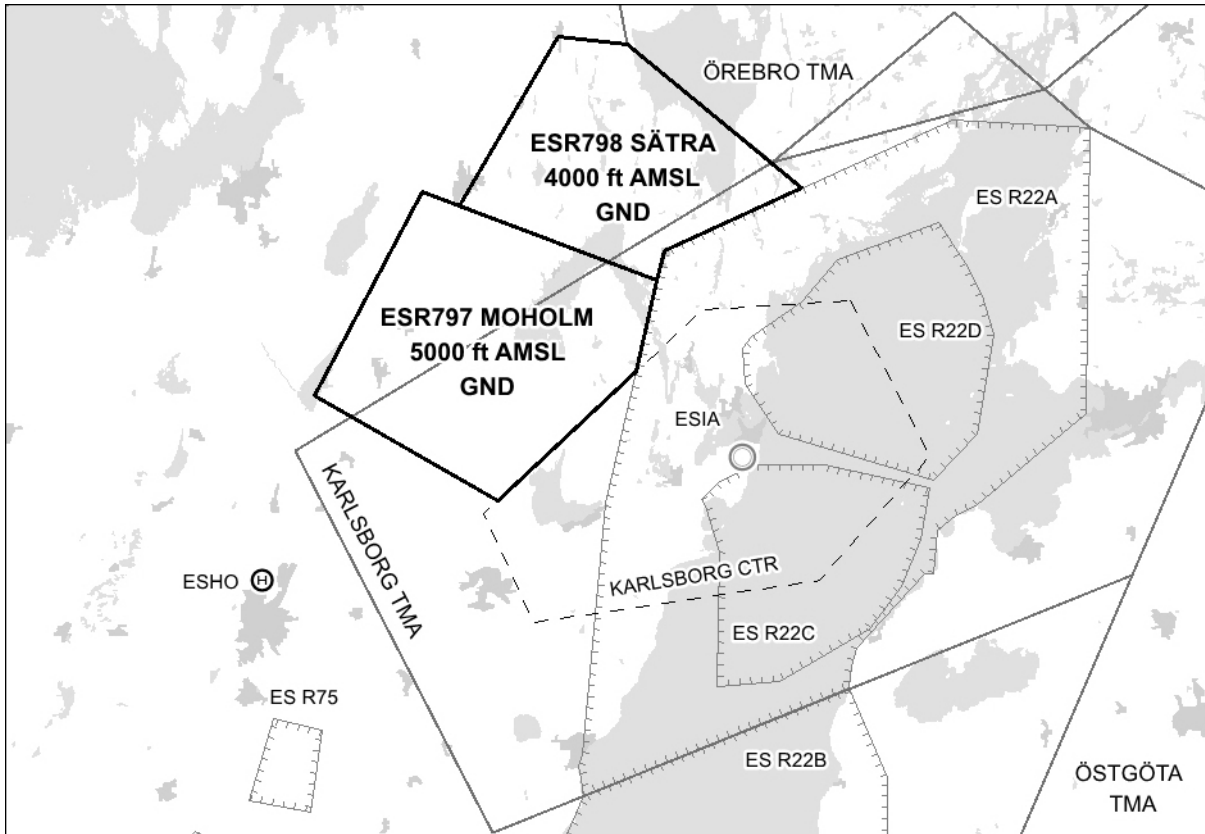 ÖREBRO TMA
ESR798 SÄTRA
4000 ft AMSL
GND
ES R22A
ESR797 MOHOLM
5000 ft AMSL
GND
ES R22D
ESIA
KARLSBORG TMA
ESHO
H
KARLSBORG CTR
ES R22C
ES R75
ES R22B
ÖSTGÖTA
TMA